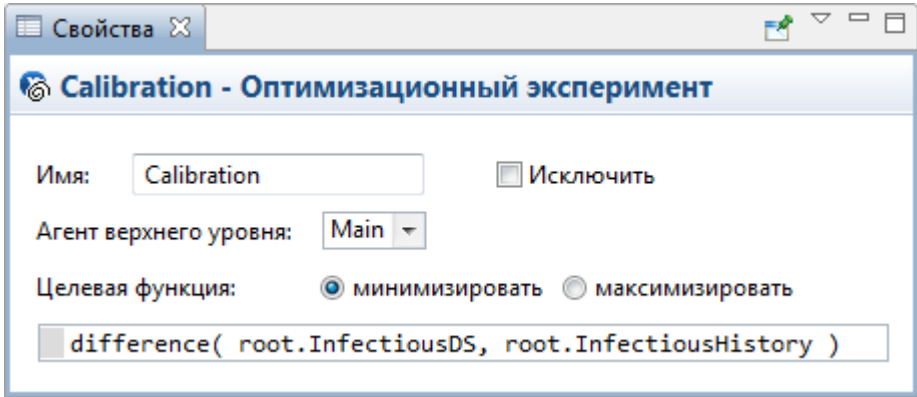 Свойства
Calibration - Оптимизационный эксперимент
Имя: Calibration Исключить
Агент верхнего уровня: Main
Целевая функция: минимизировать максимизировать
difference( root.InfectiousDS, root.InfectiousHistory )